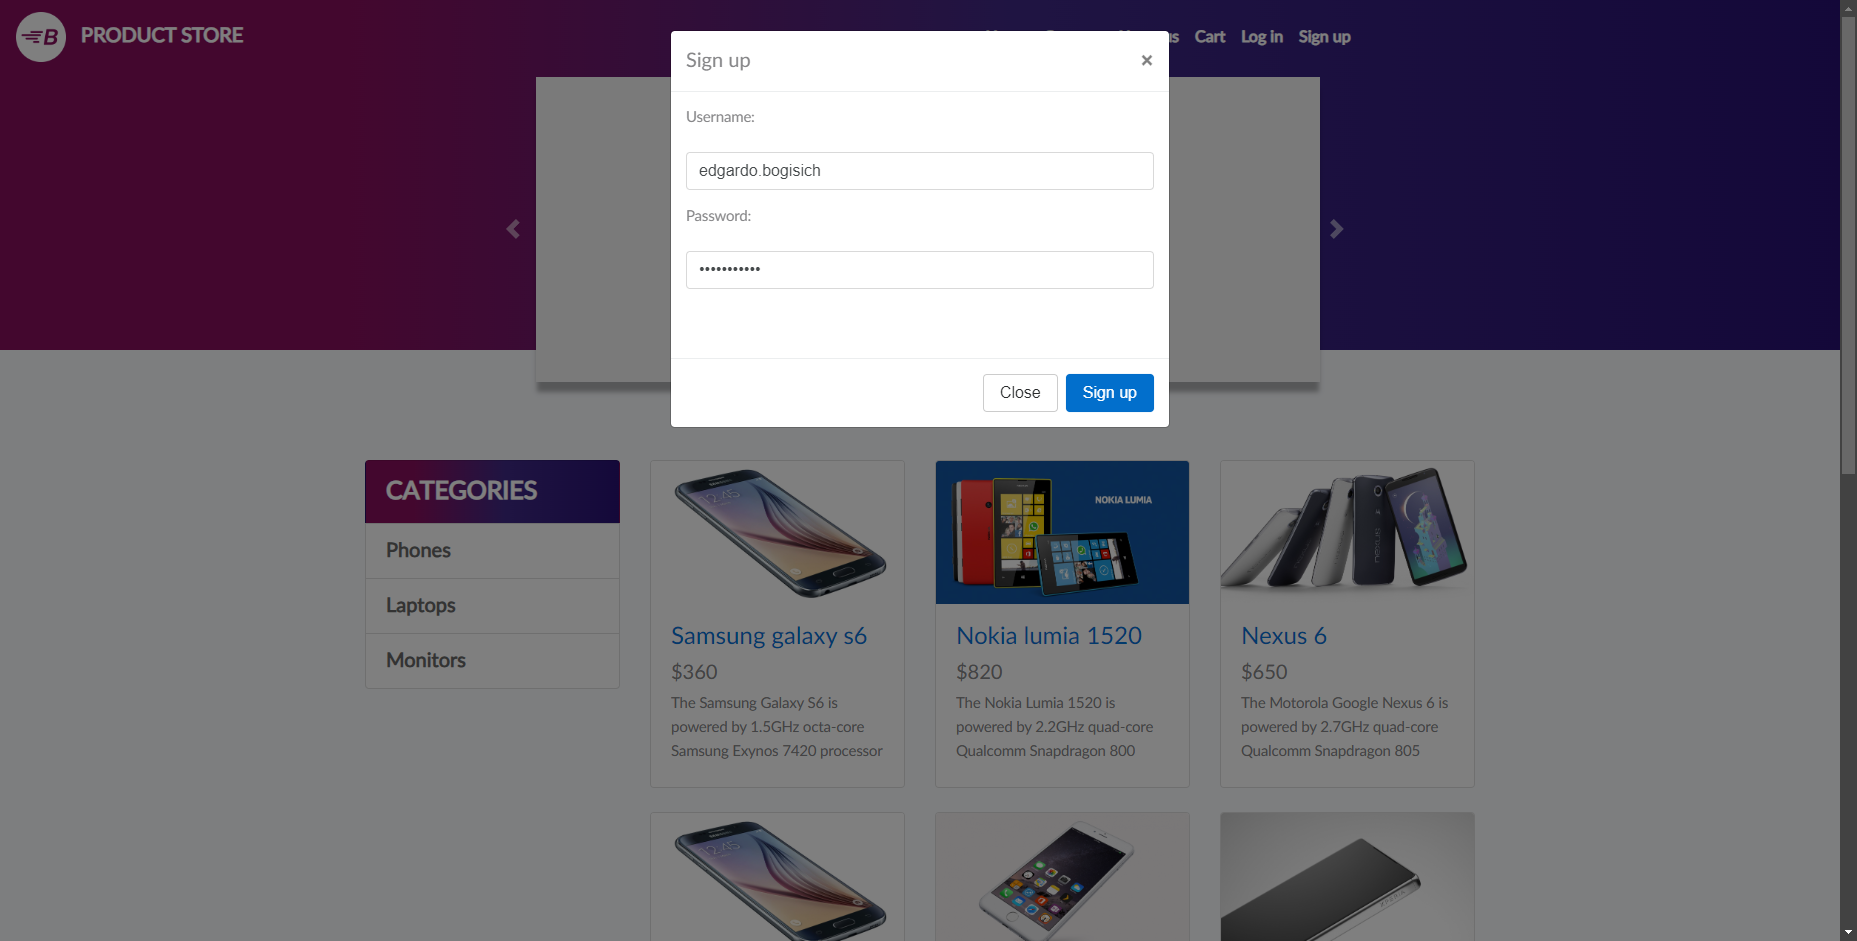 PRODUCT STORE
Cart
Log in
Sign up
Sign up
×
Username:
edgardo.bogisich
Password:
•••••••••••
Close
Sign up
CATEGORIES
Phones
Laptops
Monitors
NOKIA LUMIA
Samsung galaxy s6
$360
The Samsung Galaxy S6 is
powered by 1.5GHz octa-core
Samsung Exynos 7420 processor
Nokia lumia 1520
$820
The Nokia Lumia 1520 is
powered by 2.2GHz quad-core
Qualcomm Snapdragon 800
Nexus 6
$650
The Motorola Google Nexus 6 is
powered by 2.7GHz quad-core
Qualcomm Snapdragon 805